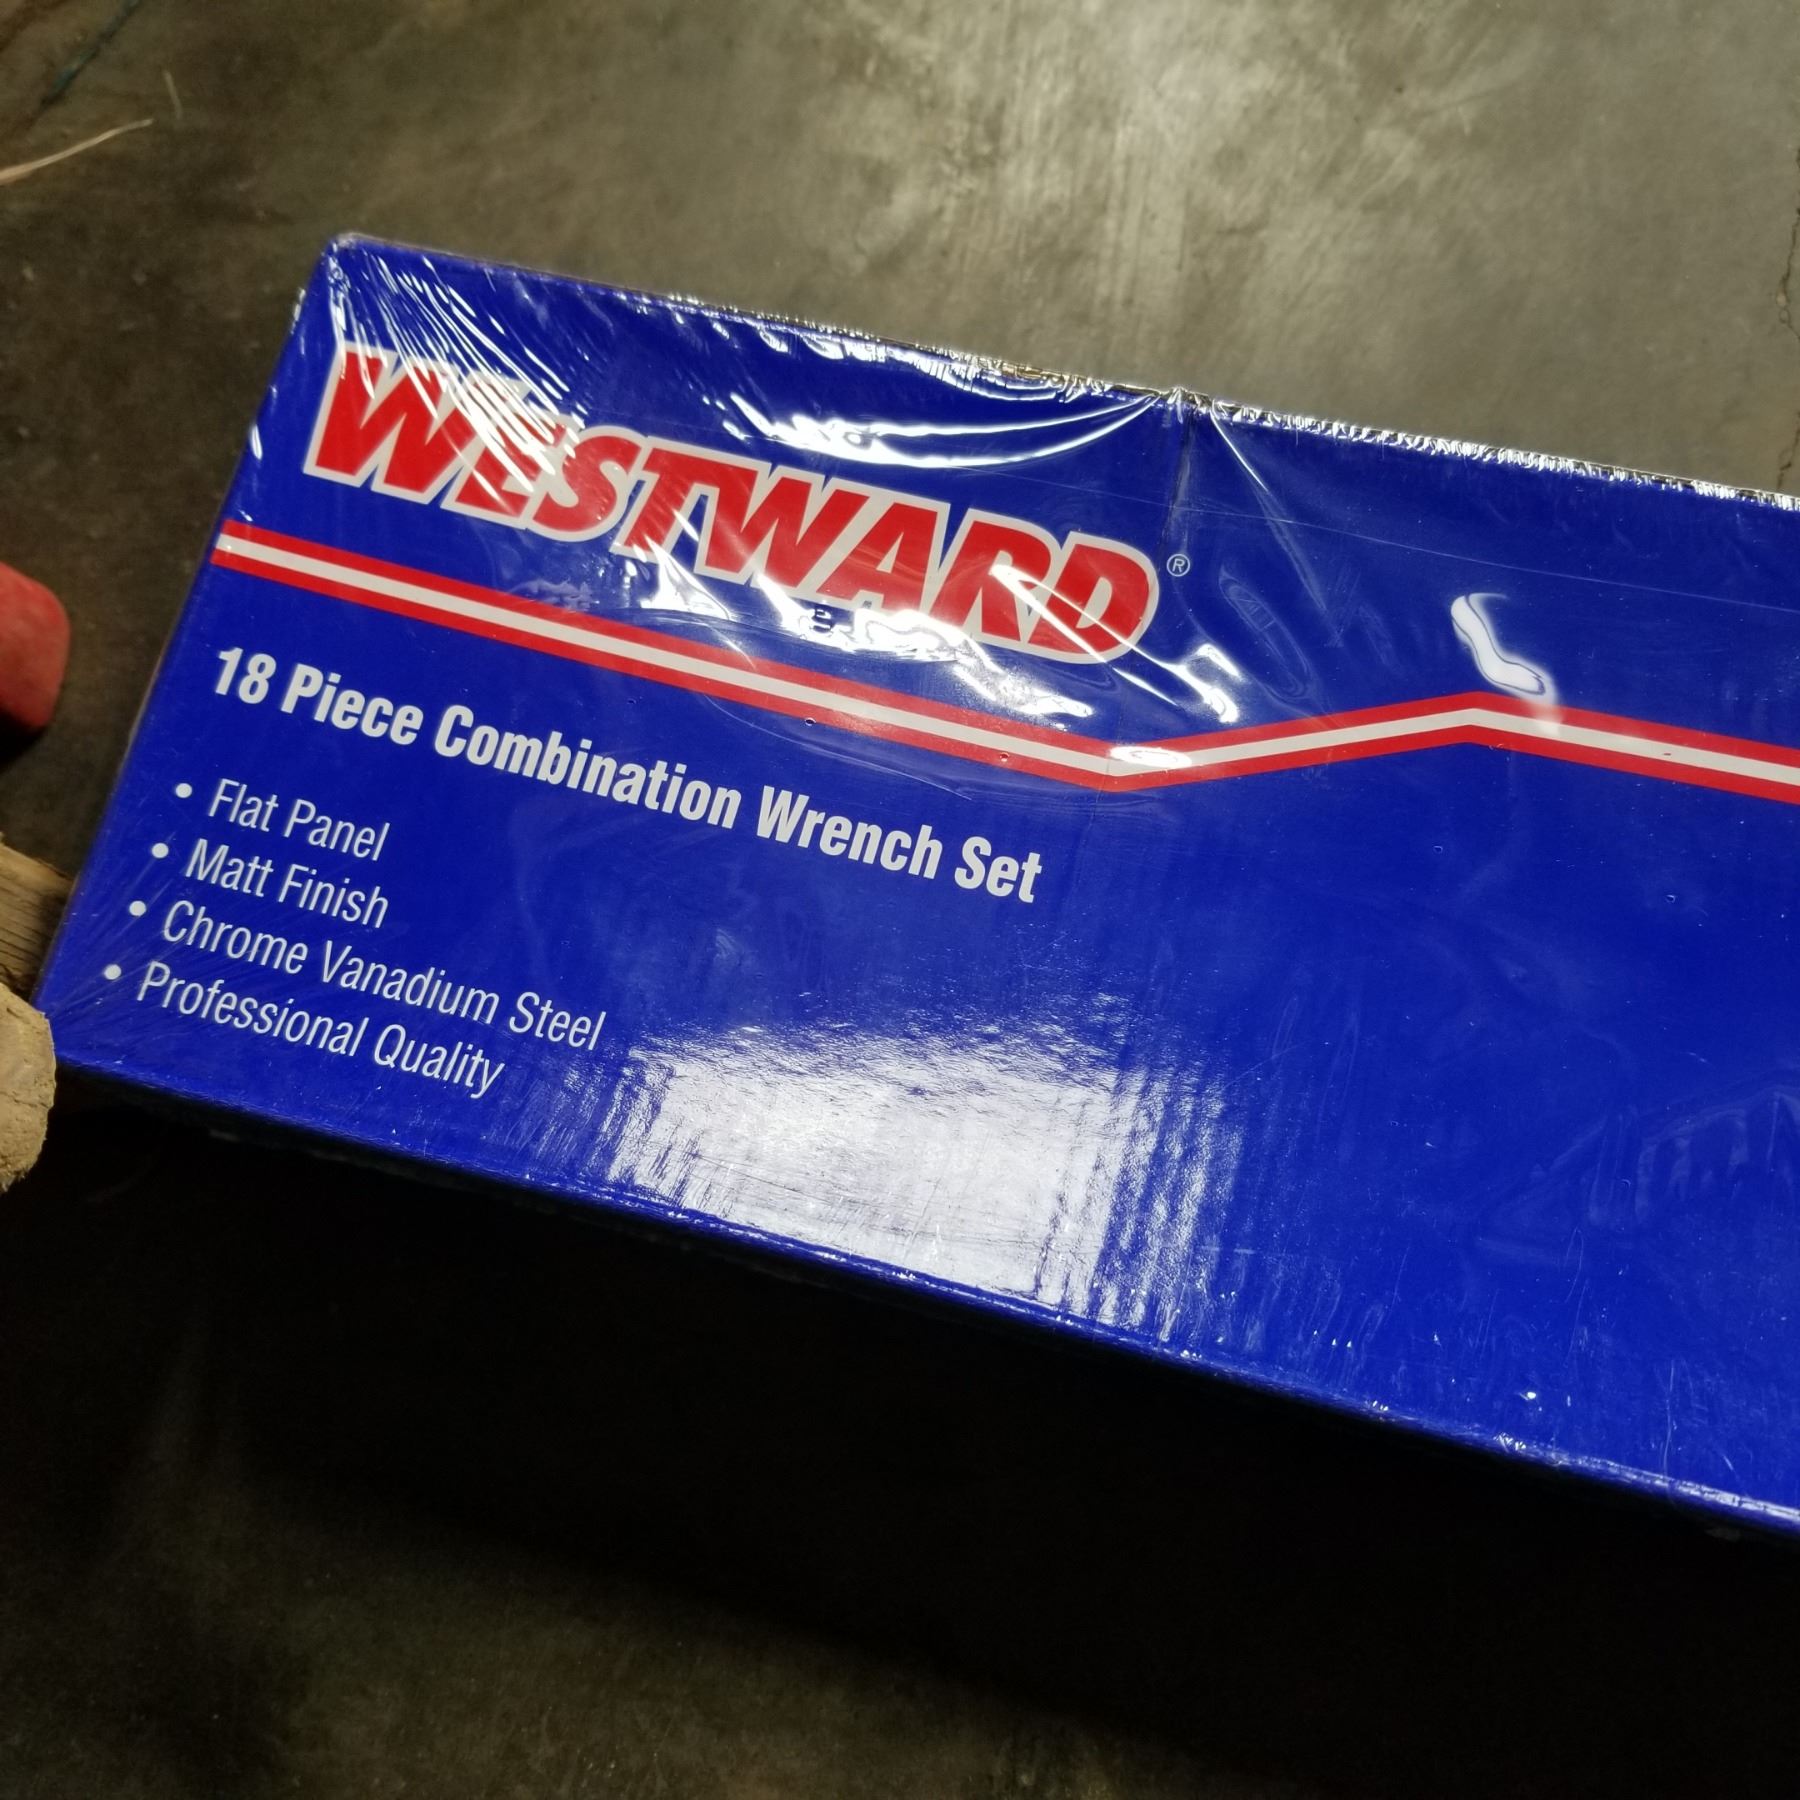 WESTWARD®
18 Piece Combination Wrench Set
• Flat Panel
• Matt Finish
• Chrome Vanadium Steel
• Professional Quality